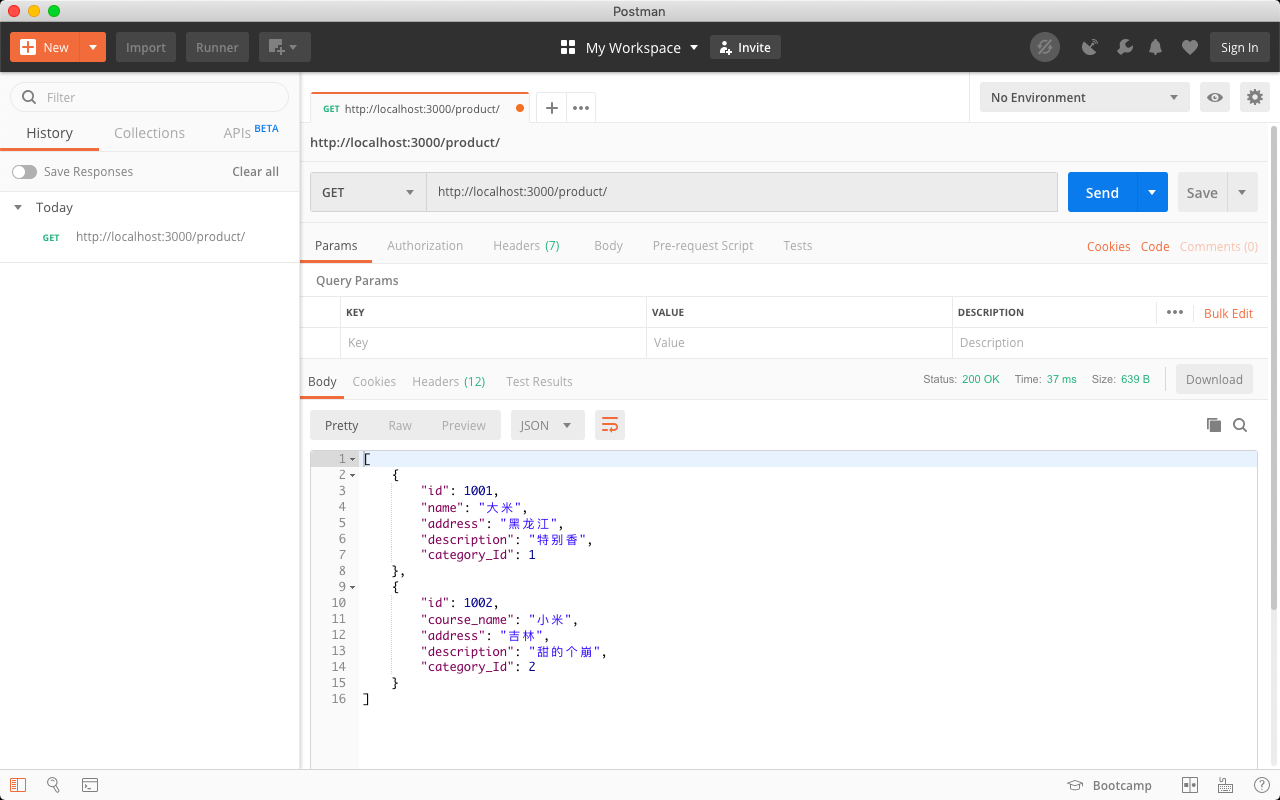 Postman
New
Import
Runner
My Workspace
Invite
Sign In
Filter
History
Collections
APIs BETA
Save Responses
Clear all
Today
GET http://localhost:3000/product/
GET http://localhost:3000/product/
No Environment
http://localhost:3000/product/
GET
http://localhost:3000/product/
Send
Save
Params
Authorization
Headers (7)
Body
Pre-request Script
Tests
Cookies
Code
Comments (0)
Query Params
KEY
VALUE
DESCRIPTION
Bulk Edit
Key
Value
Description
Body
Cookies
Headers (12)
Test Results
Status: 200 OK
Time: 37 ms
Size: 639 B
Download
Pretty
Raw
Preview
JSON
1 [
2 {
3 "id": 1001,
4 "name": "大米",
5 "address": "黑龙江",
6 "description": "特别香",
7 "category_Id": 1
8 },
9 {
10 "id": 1002,
11 "course_name": "小米",
12 "address": "吉林",
13 "description": "甜的个崩",
14 "category_Id": 2
15 }
16 ]
Bootcamp